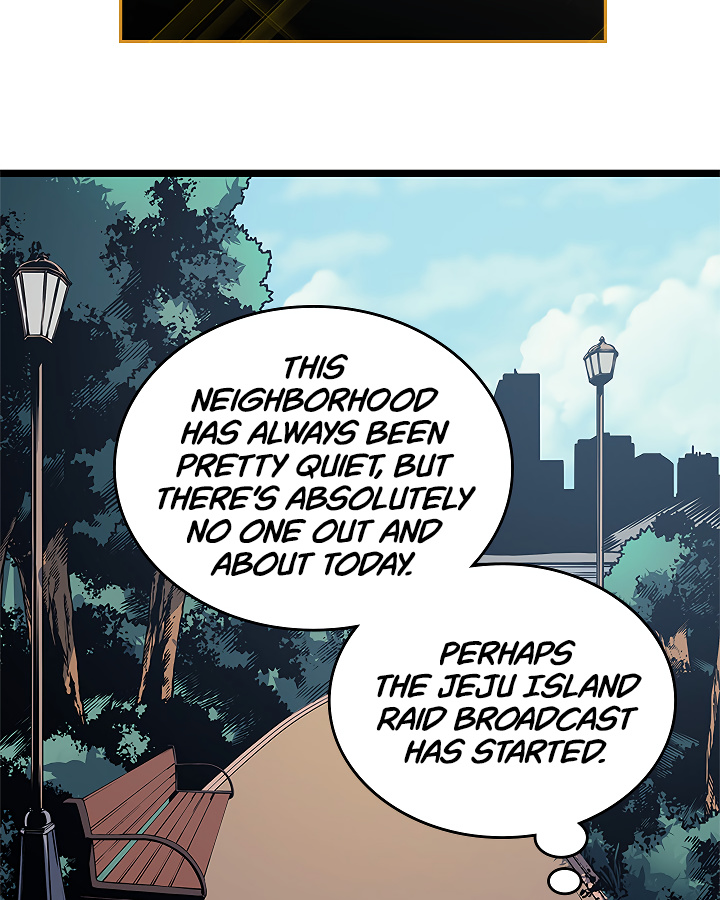 THIS
NEIGHBORHOOD
HAS ALWAYS BEEN
PRETTY QUIET, BUT
THERE'S ABSOLUTELY
NO ONE OUT AND
ABOUT TODAY.
PERHAPS
THE JEJU ISLAND
RAID BROADCAST
HAS STARTED.